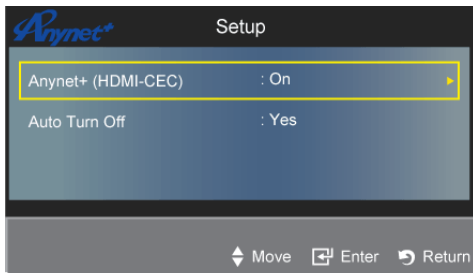 Anynet+ Setup
Anynet+ (HDMI-CEC) : On
Auto Turn Off : Yes
Move Enter Return